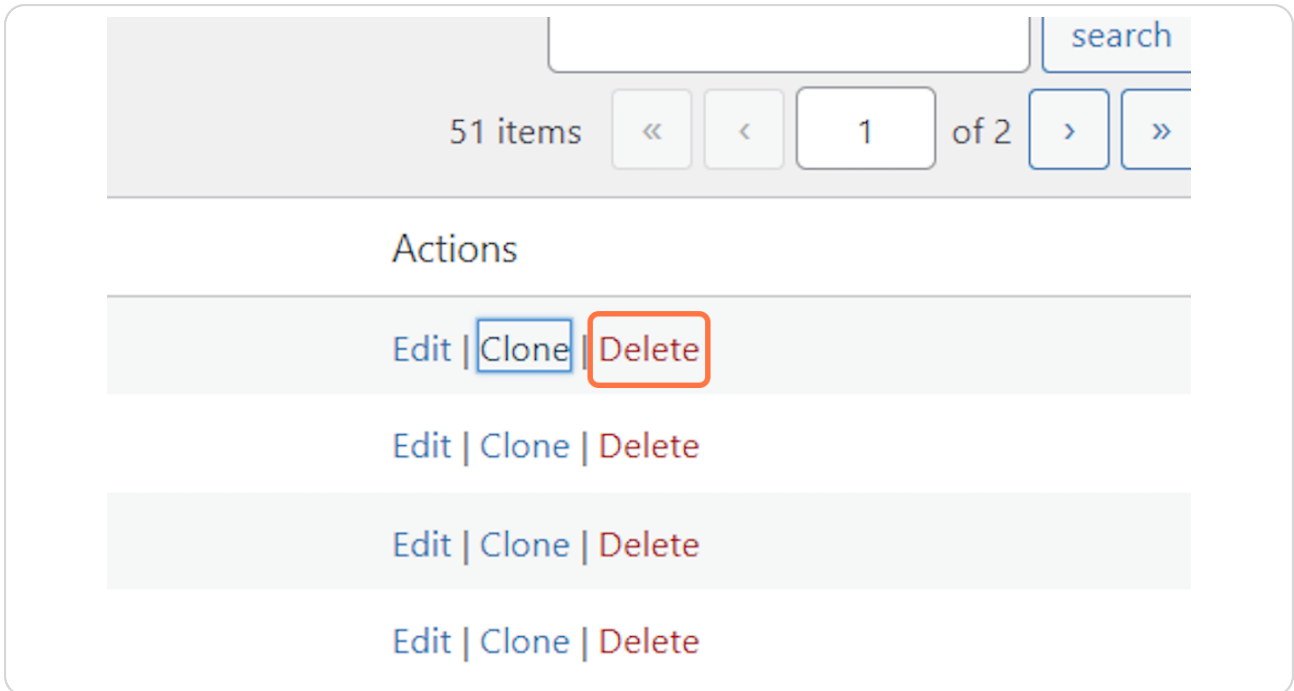 search
51 items « ‹ 1 of 2 › »
Actions
Edit | Clone | Delete
Edit | Clone | Delete
Edit | Clone | Delete
Edit | Clone | Delete